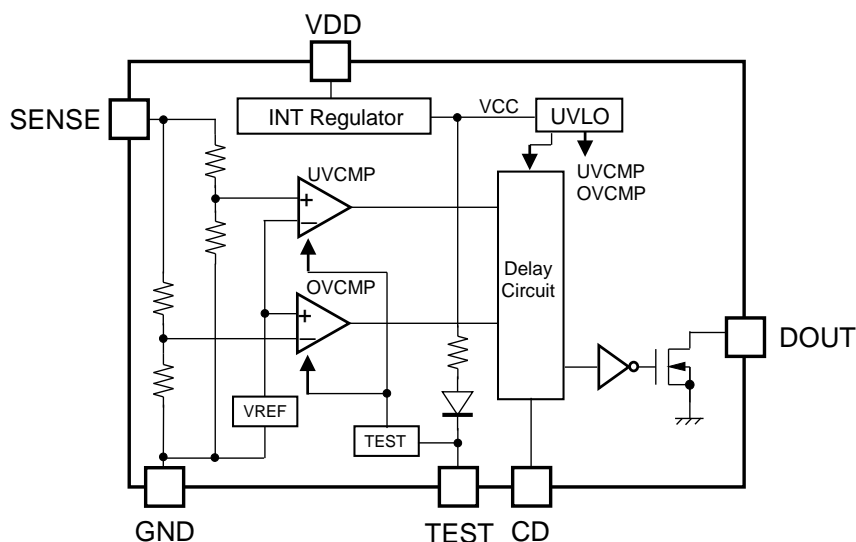 VDD
SENSE
INT Regulator
VCC
UVLO
UVCMP
UVCMP
OVCMP
+
−
Delay
Circuit
OVCMP
+
−
DOUT
VREF
TEST
GND
TEST
CD